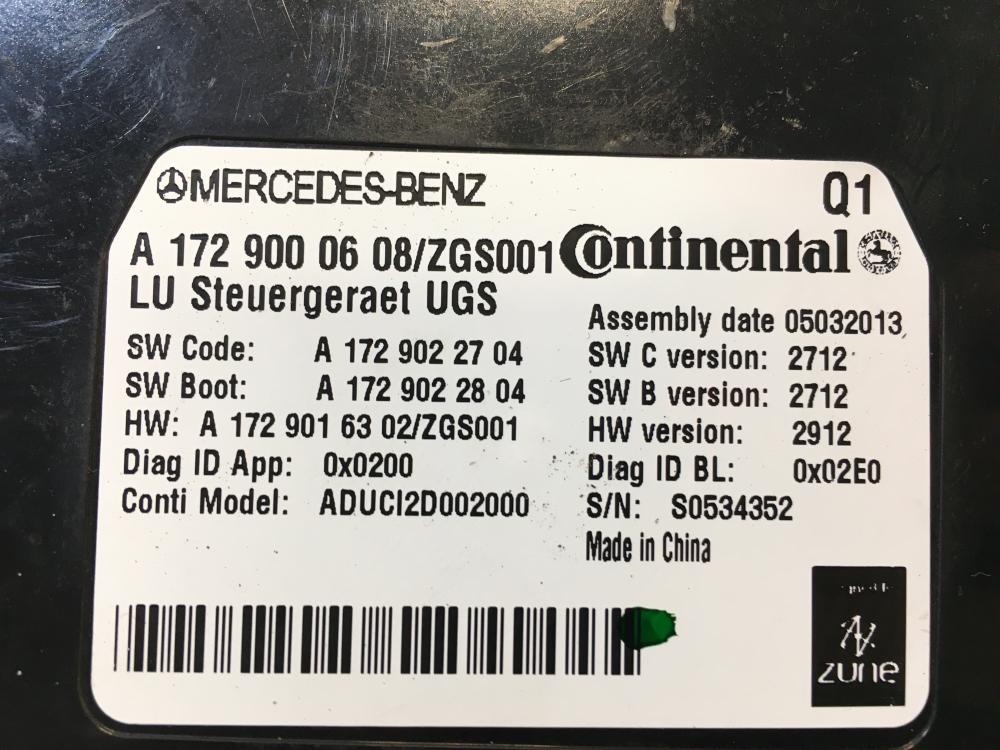 MERCEDES-BENZ
Q1
A 172 900 06 08/ZGS001
Continental
LU Steuergeraet UGS
Assembly date 05032013
SW Code: A 172 902 27 04
SW C version: 2712
SW Boot: A 172 902 28 04
SW B version: 2712
HW: A 172 901 63 02/ZGS001
HW version: 2912
Diag ID App: 0x0200
Diag ID BL: 0x02E0
Conti Model: ADUCI2D002000
S/N: S0534352
Made in China
zune